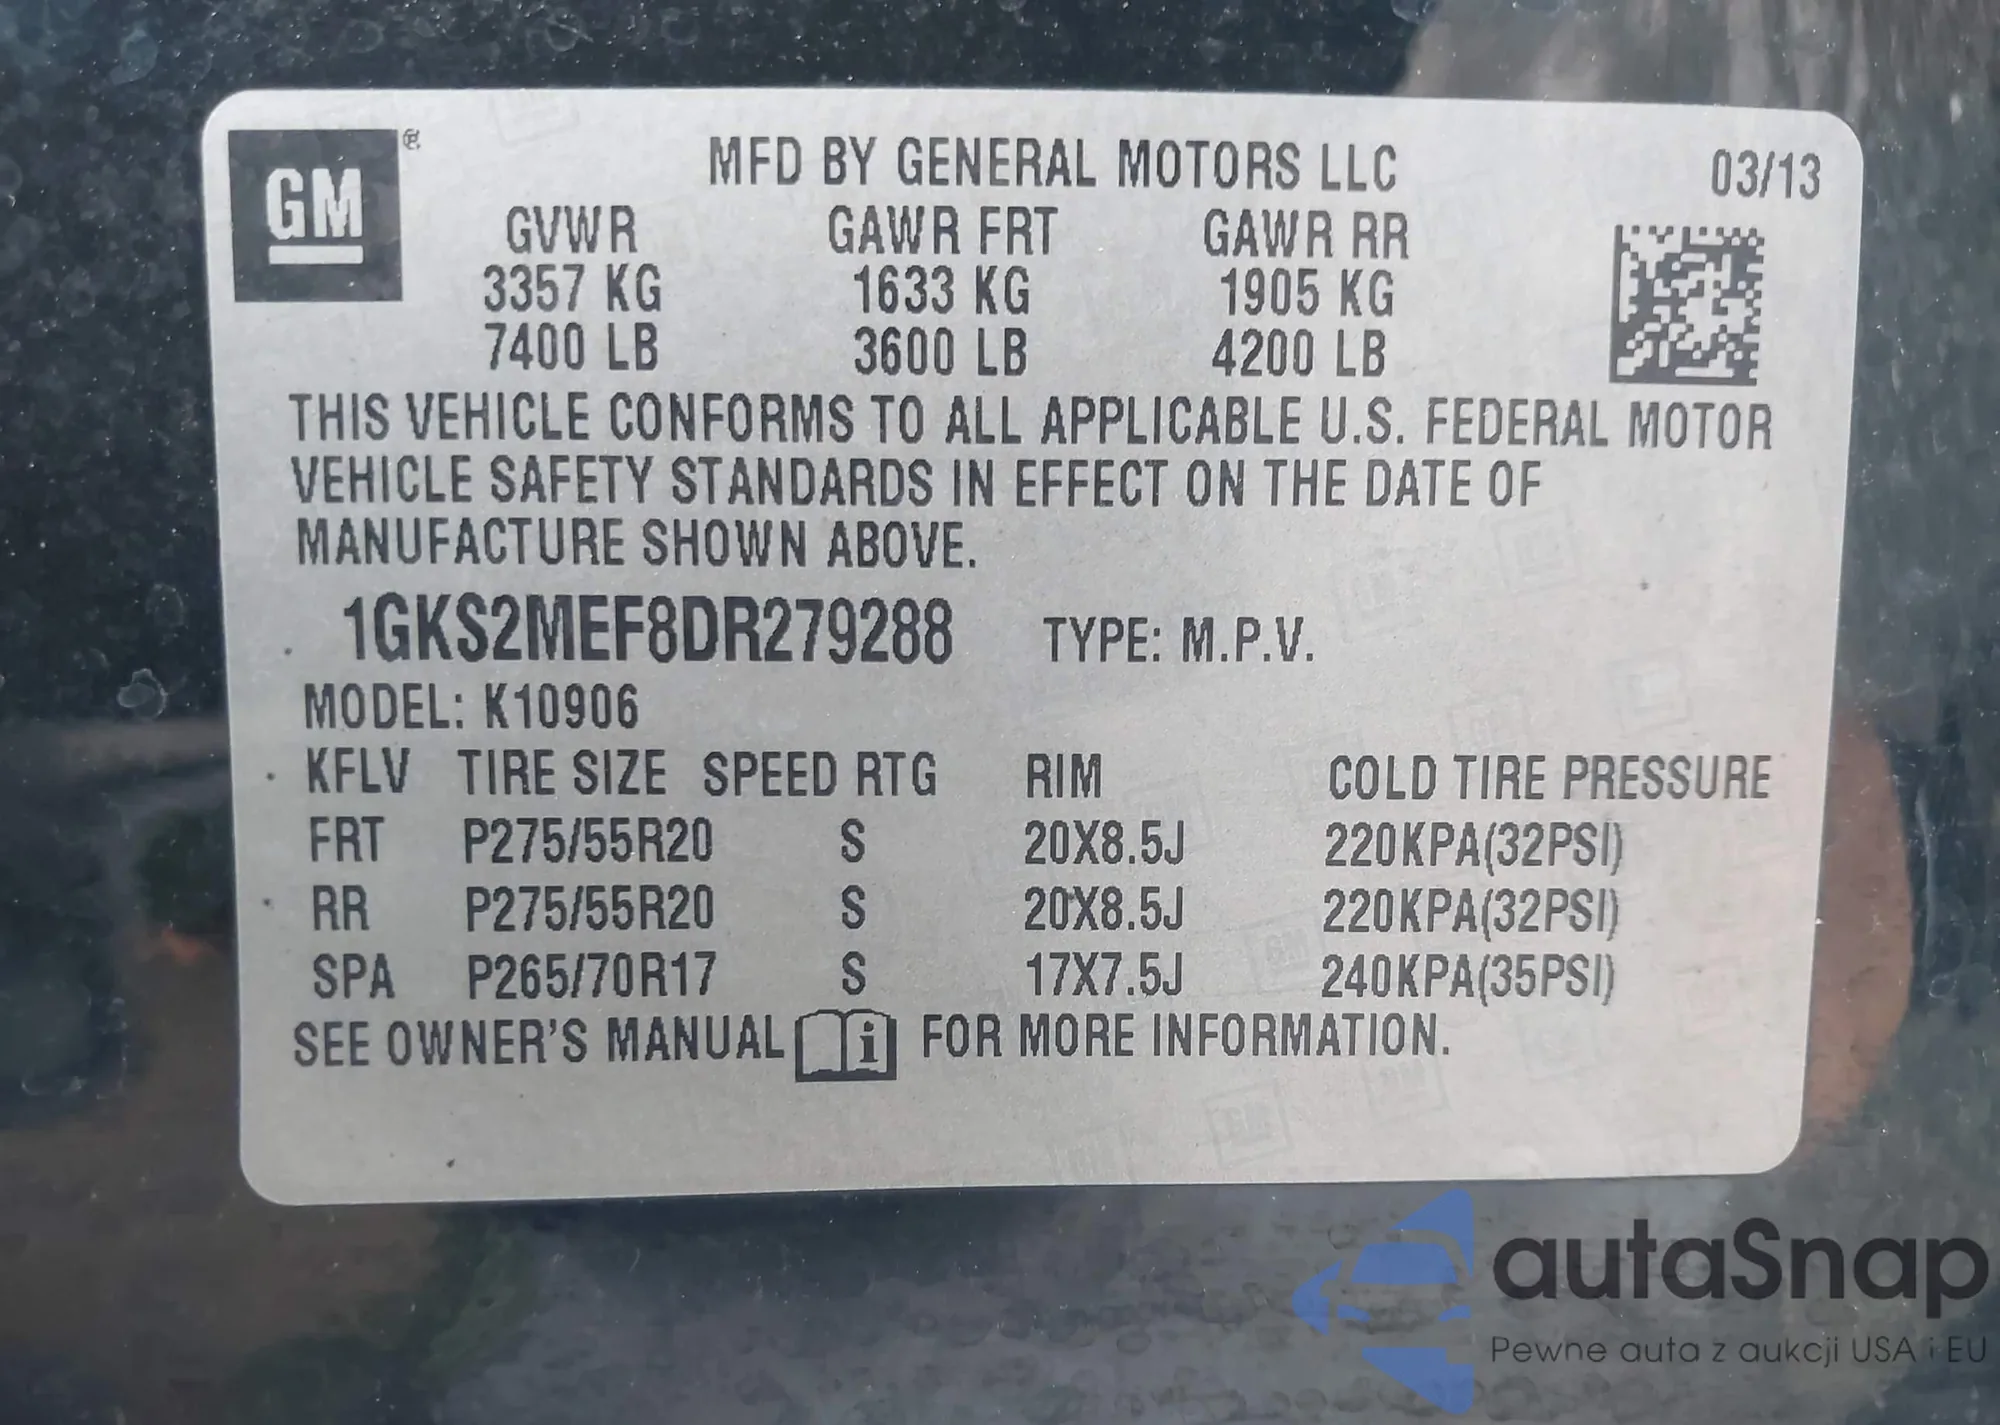 GM ®
MFD BY GENERAL MOTORS LLC 03/13
GVWR GAWR FRT GAWR RR
3357 KG 1633 KG 1905 KG
7400 LB 3600 LB 4200 LB
THIS VEHICLE CONFORMS TO ALL APPLICABLE U.S. FEDERAL MOTOR
VEHICLE SAFETY STANDARDS IN EFFECT ON THE DATE OF
MANUFACTURE SHOWN ABOVE.
1GKS2MEF8DR279288 TYPE: M.P.V.
MODEL: K10906
KFLV TIRE SIZE SPEED RTG RIM COLD TIRE PRESSURE
FRT P275/55R20 S 20X8.5J 220KPA(32PSI)
RR P275/55R20 S 20X8.5J 220KPA(32PSI)
SPA P265/70R17 S 17X7.5J 240KPA(35PSI)
SEE OWNER'S MANUAL i FOR MORE INFORMATION.
autaSnap
Pewne auta z aukcji USA i EU